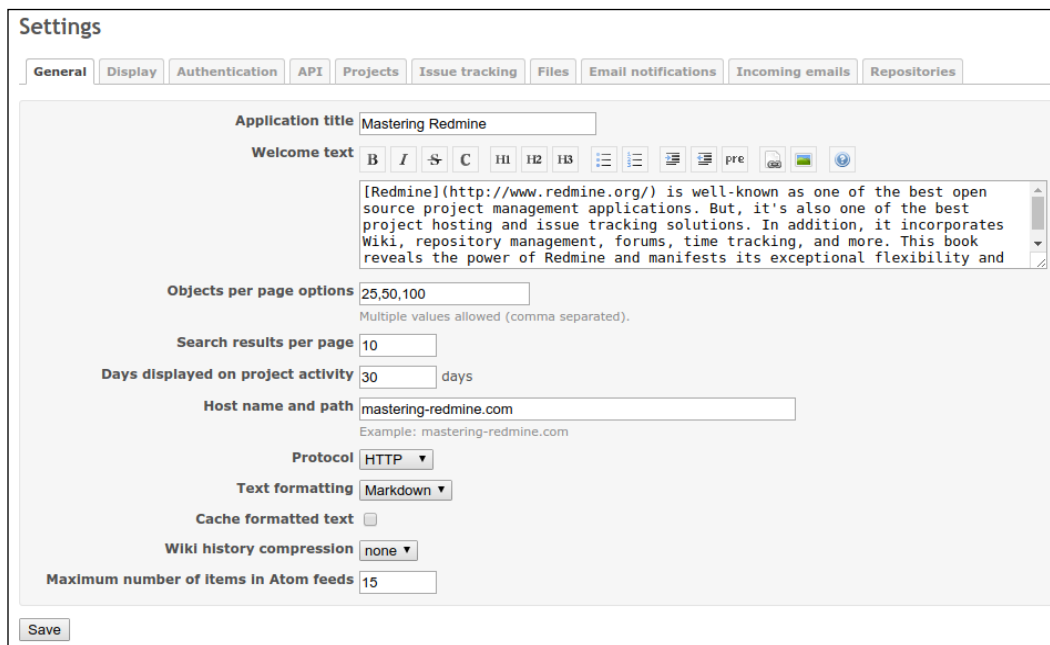 Settings
General Display Authentication API Projects Issue tracking Files Email notifications Incoming emails Repositories
Application title Mastering Redmine
Welcome text B I S C H1 H2 H3 pre
[Redmine](http://www.redmine.org/) is well-known as one of the best open
source project management applications. But, it's also one of the best
project hosting and issue tracking solutions. In addition, it incorporates
Wiki, repository management, forums, time tracking, and more. This book
reveals the power of Redmine and manifests its exceptional flexibility and
Objects per page options 25,50,100
Multiple values allowed (comma separated).
Search results per page 10
Days displayed on project activity 30 days
Host name and path mastering-redmine.com
Example: mastering-redmine.com
Protocol HTTP
Text formatting Markdown
Cache formatted text
Wiki history compression none
Maximum number of items in Atom feeds 15
Save